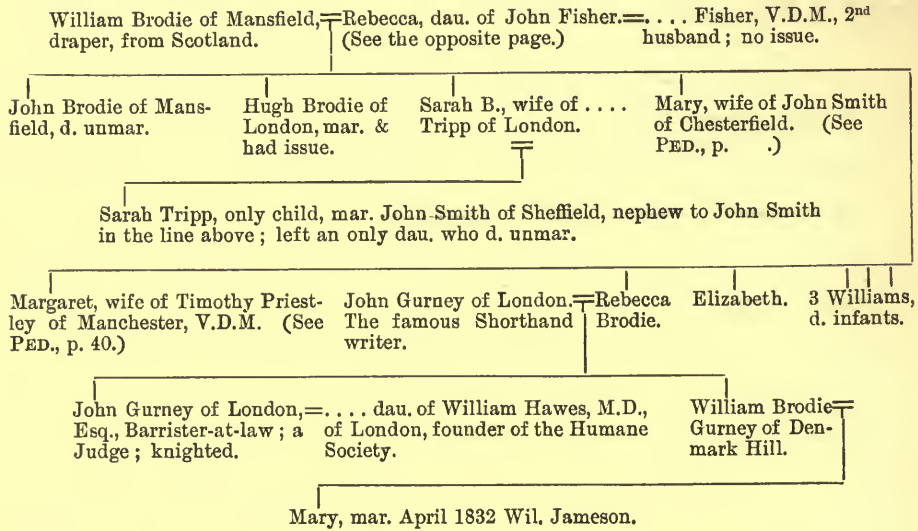 William Brodie of Mansfield,=Rebecca, dau. of John Fisher.=.... Fisher, V.D.M., 2nd
draper, from Scotland. (See the opposite page.) husband; no issue.
John Brodie of Mans-
field, d. unmar.
Hugh Brodie of
London, mar. &
had issue.
Sarah B., wife of ....
Tripp of London.
Mary, wife of John Smith
of Chesterfield. (See
PED., p. .)
Sarah Tripp, only child, mar. John Smith of Sheffield, nephew to John Smith
in the line above; left an only dau. who d. unmar.
Margaret, wife of Timothy Priest-
ley of Manchester, V.D.M. (See
PED., p. 40.)
John Gurney of London.=Rebecca
The famous Shorthand Brodie.
writer.
Elizabeth.
3 Williams,
d. infants.
John Gurney of London,=.... dau. of William Hawes, M.D.,
Esq., Barrister-at-law; a of London, founder of the Humane
Judge; knighted. Society.
William Brodie=
Gurney of Den-
mark Hill.
Mary, mar. April 1832 Wil. Jameson.